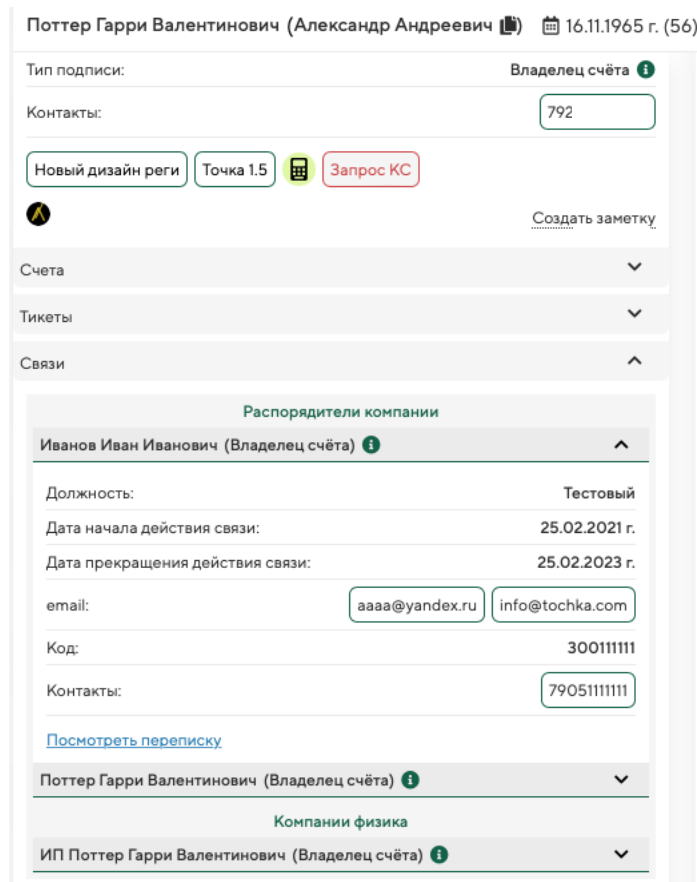 Поттер Гарри Валентинович (Александр Андреевич ) 16.11.1965 г. (56)
Тип подписи: Владелец счёта
Контакты: 792
Новый дизайн реги Точка 1.5 Запрос КС
Создать заметку
Счета
Тикеты
Связи
Распорядители компании
Иванов Иван Иванович (Владелец счёта)
Должность: Тестовый
Дата начала действия связи: 25.02.2021 г.
Дата прекращения действия связи: 25.02.2023 г.
email: aaaa@yandex.ru info@tochka.com
Код: 300111111
Контакты: 79051111111
Посмотреть переписку
Поттер Гарри Валентинович (Владелец счёта)
Компании физика
ИП Поттер Гарри Валентинович (Владелец счёта)